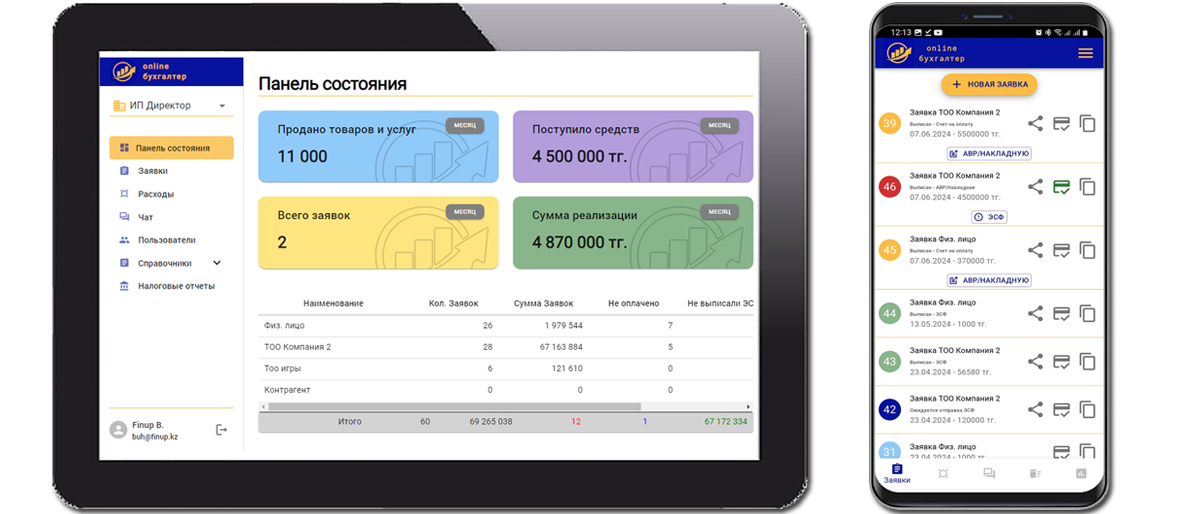 online
бухгалтер
ИП Директор
Панель состояния
Заявки
Расходы
Чат
Пользователи
Справочники
Налоговые отчеты
Finup B.
buh@finup.kz
Панель состояния
Продано товаров и услуг
МЕСЯЦ
11 000
Поступило средств
МЕСЯЦ
4 500 000 тг.
Всего заявок
МЕСЯЦ
2
Сумма реализации
МЕСЯЦ
4 870 000 тг.
Наименование Кол. Заявок Сумма Заявок Не оплачено Не выписали ЭС
Физ. лицо 26 1 979 544 7
ТОО Компания 2 28 67 163 884 5
Тоо игры 6 121 610 0
Контрагент 0 0 0
Итого 60 69 265 038 12 1 67 172 334
12:13
online
бухгалтер
+ НОВАЯ ЗАЯВКА
39
Заявка ТОО Компания 2
Выписан - Счет на оплату
07.06.2024 - 5500000 тг.
АВР/НАКЛАДНУЮ
46
Заявка ТОО Компания 2
Выписан - АВР/Накладная
07.06.2024 - 4500000 тг.
ЭСФ
45
Заявка Физ. лицо
Выписан - Счет на оплату
07.06.2024 - 370000 тг.
АВР/НАКЛАДНУЮ
44
Заявка Физ. лицо
Выписан - ЭСФ
13.05.2024 - 1000 тг.
43
Заявка ТОО Компания 2
Выписан - ЭСФ
23.04.2024 - 56580 тг.
42
Заявка ТОО Компания 2
Ожидается отправка ЭСФ
23.04.2024 - 120000 тг.
31
Заявка Физ. лицо
23.04.2024 - 1000 тг.
Заявки